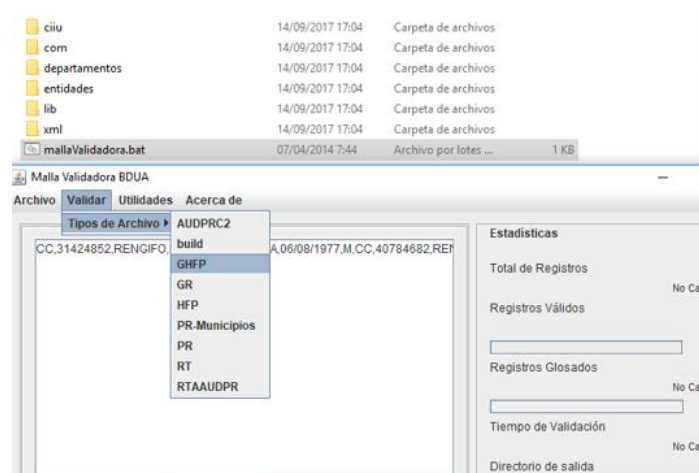 ciiu 14/09/2017 17:04 Carpeta de archivos
com 14/09/2017 17:04 Carpeta de archivos
departamentos 14/09/2017 17:04 Carpeta de archivos
entidades 14/09/2017 17:04 Carpeta de archivos
lib 14/09/2017 17:04 Carpeta de archivos
xml 14/09/2017 17:04 Carpeta de archivos
mallaValidadora.bat 07/04/2014 7:44 Archivo por lotes ... 1 KB
Malla Validadora BDUA
Archivo Validar Utilidades Acerca de
Tipos de Archivo
AUDPRC2
build
GHFP
GR
HFP
PR-Municipios
PR
RT
RTAAUDPR
CC,31424852,RENGIFO, A,06/08/1977,M,CC,40784682,REN
Estadísticas
Total de Registros
No Ca
Registros Válidos
Registros Glosados
No Ca
Tiempo de Validación
No Ca
Directorio de salida